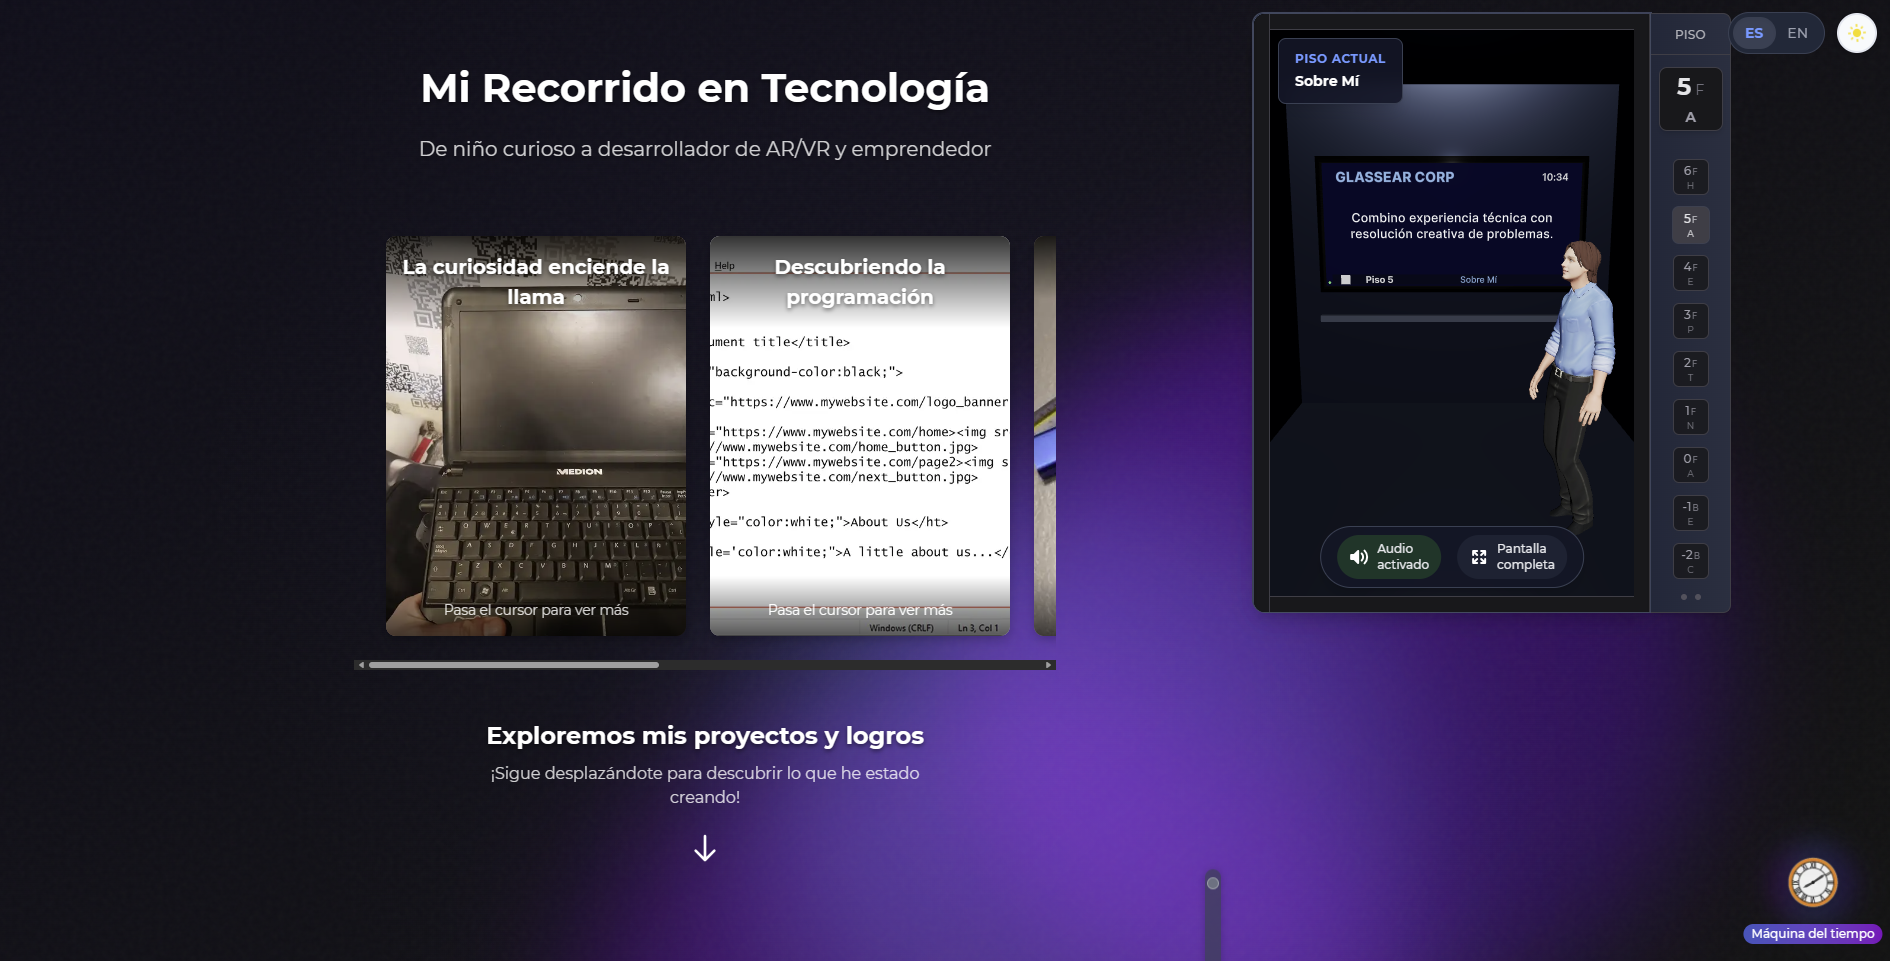 Mi Recorrido en Tecnología
De niño curioso a desarrollador de AR/VR y emprendedor
La curiosidad enciende la
llama
MEDION
Pasa el cursor para ver más
Help
Descubriendo la
programación
ml>
ument title</title>
"background-color:black;">
c="https://www.mywebsite.com/logo_banner
="https://www.mywebsite.com/home><img sr
//www.mywebsite.com/home_button.jpg>
="https://www.mywebsite.com/page2><img s
//www.mywebsite.com/next_button.jpg>
er>
yle="color:white;">About Us</ht>
le='color:white;">A little about us...</
Pasa el cursor para ver más
Windows (CRLF) Ln 3, Col 1
Exploremos mis proyectos y logros
¡Sigue desplazándote para descubrir lo que he estado
creando!
PISO ACTUAL
Sobre Mí
GLASSEAR CORP 10:34
Combino experiencia técnica con
resolución creativa de problemas.
Piso 5 Sobre Mí
Audio
activado
Pantalla
completa
PISO
5 F
A
6F
H
5F
A
4F
E
3F
P
2F
T
1F
N
0F
A
-1B
E
-2B
C
ES EN
Máquina del tiempo